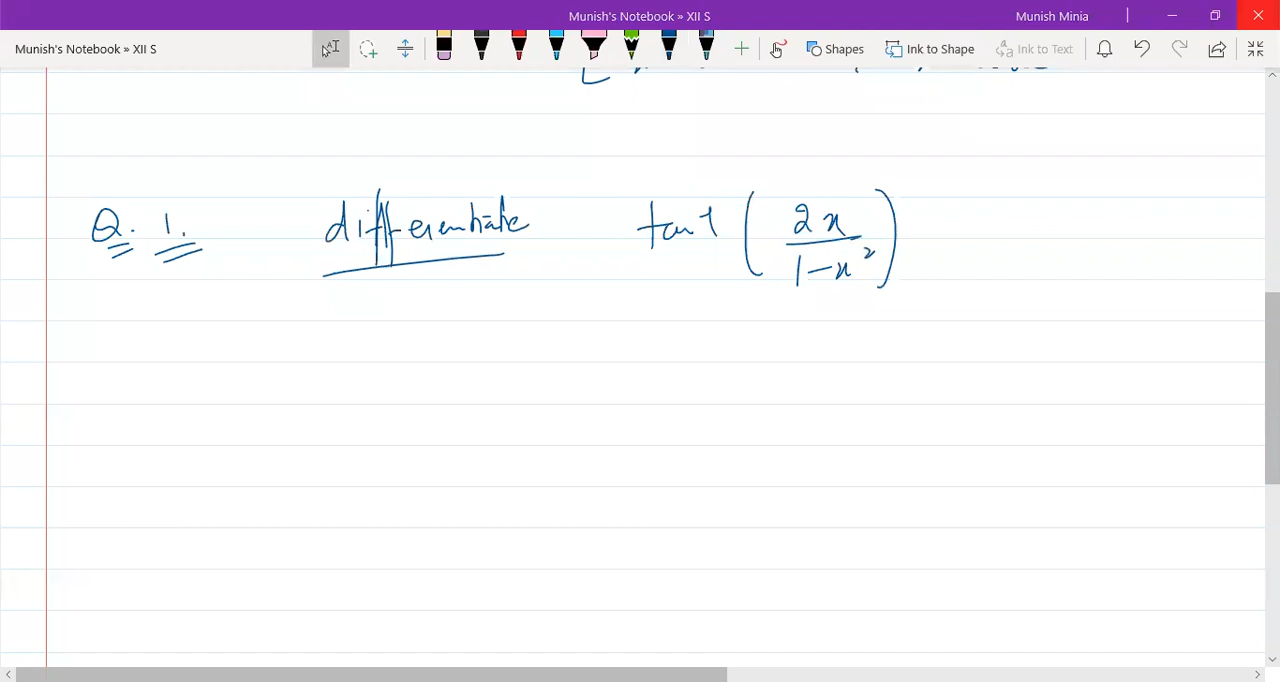 Munish's Notebook » XII S
Munish Minia
Munish's Notebook » XII S
Shapes
Ink to Shape
Ink to Text
Q. 1. differentiate tan⁻¹ (2x / 1-x²)